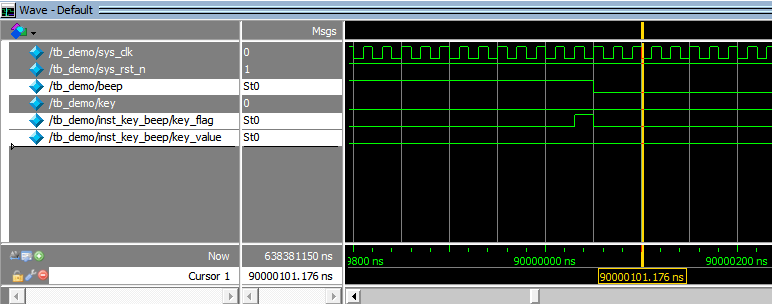 Wave - Default
Msgs
/tb_demo/sys_clk 0
/tb_demo/sys_rst_n 1
/tb_demo/beep St0
/tb_demo/key 0
/tb_demo/inst_key_beep/key_flag St0
/tb_demo/inst_key_beep/key_value St0
Now 638381150 ns 9800 ns 90000000 ns 90000200 ns
Cursor 1 90000101.176 ns 90000101.176 ns